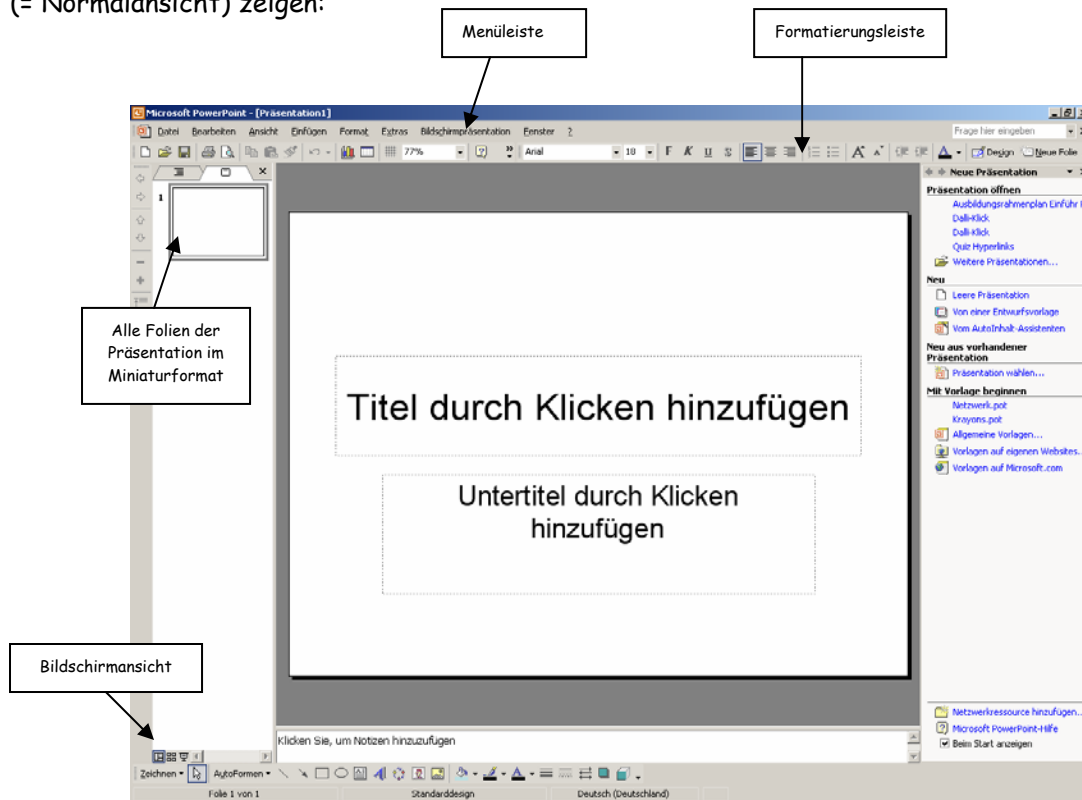 (= Normalansicht) zeigen:
Menüleiste
Formatierungsleiste
Microsoft PowerPoint - [Präsentation1]
Datei Bearbeiten Ansicht Einfügen Format Extras Bildschirmpräsentation Fenster ?
Frage hier eingeben
77% Arial 18 F K U S Design Neue Folie
1
Alle Folien der
Präsentation im
Miniaturformat
Bildschirmansicht
Titel durch Klicken hinzufügen
Untertitel durch Klicken
hinzufügen
Klicken Sie, um Notizen hinzuzufügen
Neue Präsentation
Präsentation öffnen
Ausbildungsrahmenplan Einführ
Dalli-Klick
Dalli-Klick
Quiz Hyperlinks
Weitere Präsentationen...
Neu
Leere Präsentation
Von einer Entwurfsvorlage
Vom AutoInhalt-Assistenten
Neu aus vorhandener
Präsentation
Präsentation wählen...
Mit Vorlage beginnen
Netzwerk.pot
Krayons.pot
Allgemeine Vorlagen...
Vorlagen auf eigenen Websites..
Vorlagen auf Microsoft.com
Netzwerkressource hinzufügen..
Microsoft PowerPoint-Hilfe
Beim Start anzeigen
Zeichnen AutoFormen
Folie 1 von 1 Standarddesign Deutsch (Deutschland)